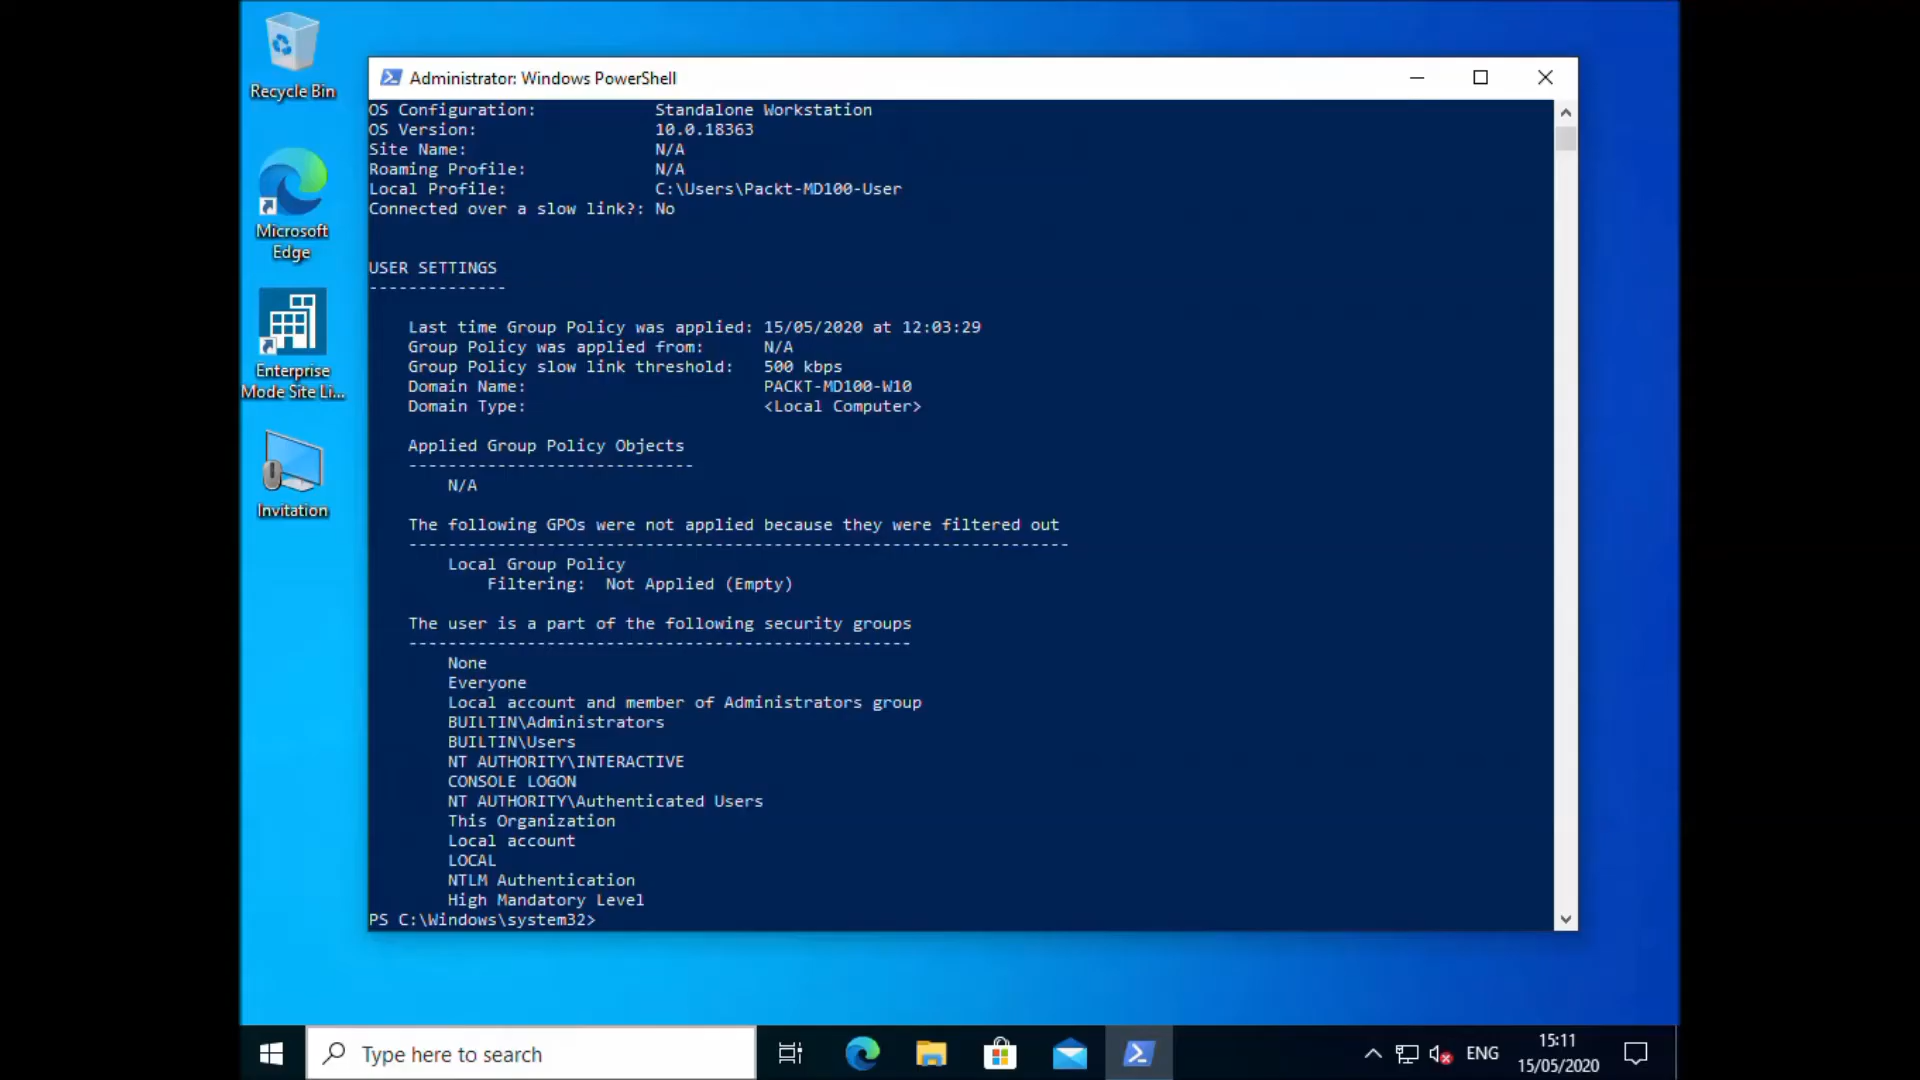 Recycle Bin
Microsoft
Edge
Enterprise
Mode Site Li...
Invitation
Administrator: Windows PowerShell
OS Configuration: Standalone Workstation
OS Version: 10.0.18363
Site Name: N/A
Roaming Profile: N/A
Local Profile: C:\Users\Packt-MD100-User
Connected over a slow link?: No
USER SETTINGS
--------------
Last time Group Policy was applied: 15/05/2020 at 12:03:29
Group Policy was applied from: N/A
Group Policy slow link threshold: 500 kbps
Domain Name: PACKT-MD100-W10
Domain Type: <Local Computer>
Applied Group Policy Objects
-----------------------------
N/A
The following GPOs were not applied because they were filtered out
-------------------------------------------------------------------
Local Group Policy
Filtering: Not Applied (Empty)
The user is a part of the following security groups
---------------------------------------------------
None
Everyone
Local account and member of Administrators group
BUILTIN\Administrators
BUILTIN\Users
NT AUTHORITY\INTERACTIVE
CONSOLE LOGON
NT AUTHORITY\Authenticated Users
This Organization
Local account
LOCAL
NTLM Authentication
High Mandatory Level
PS C:\Windows\system32>
Type here to search
ENG
15:11
15/05/2020